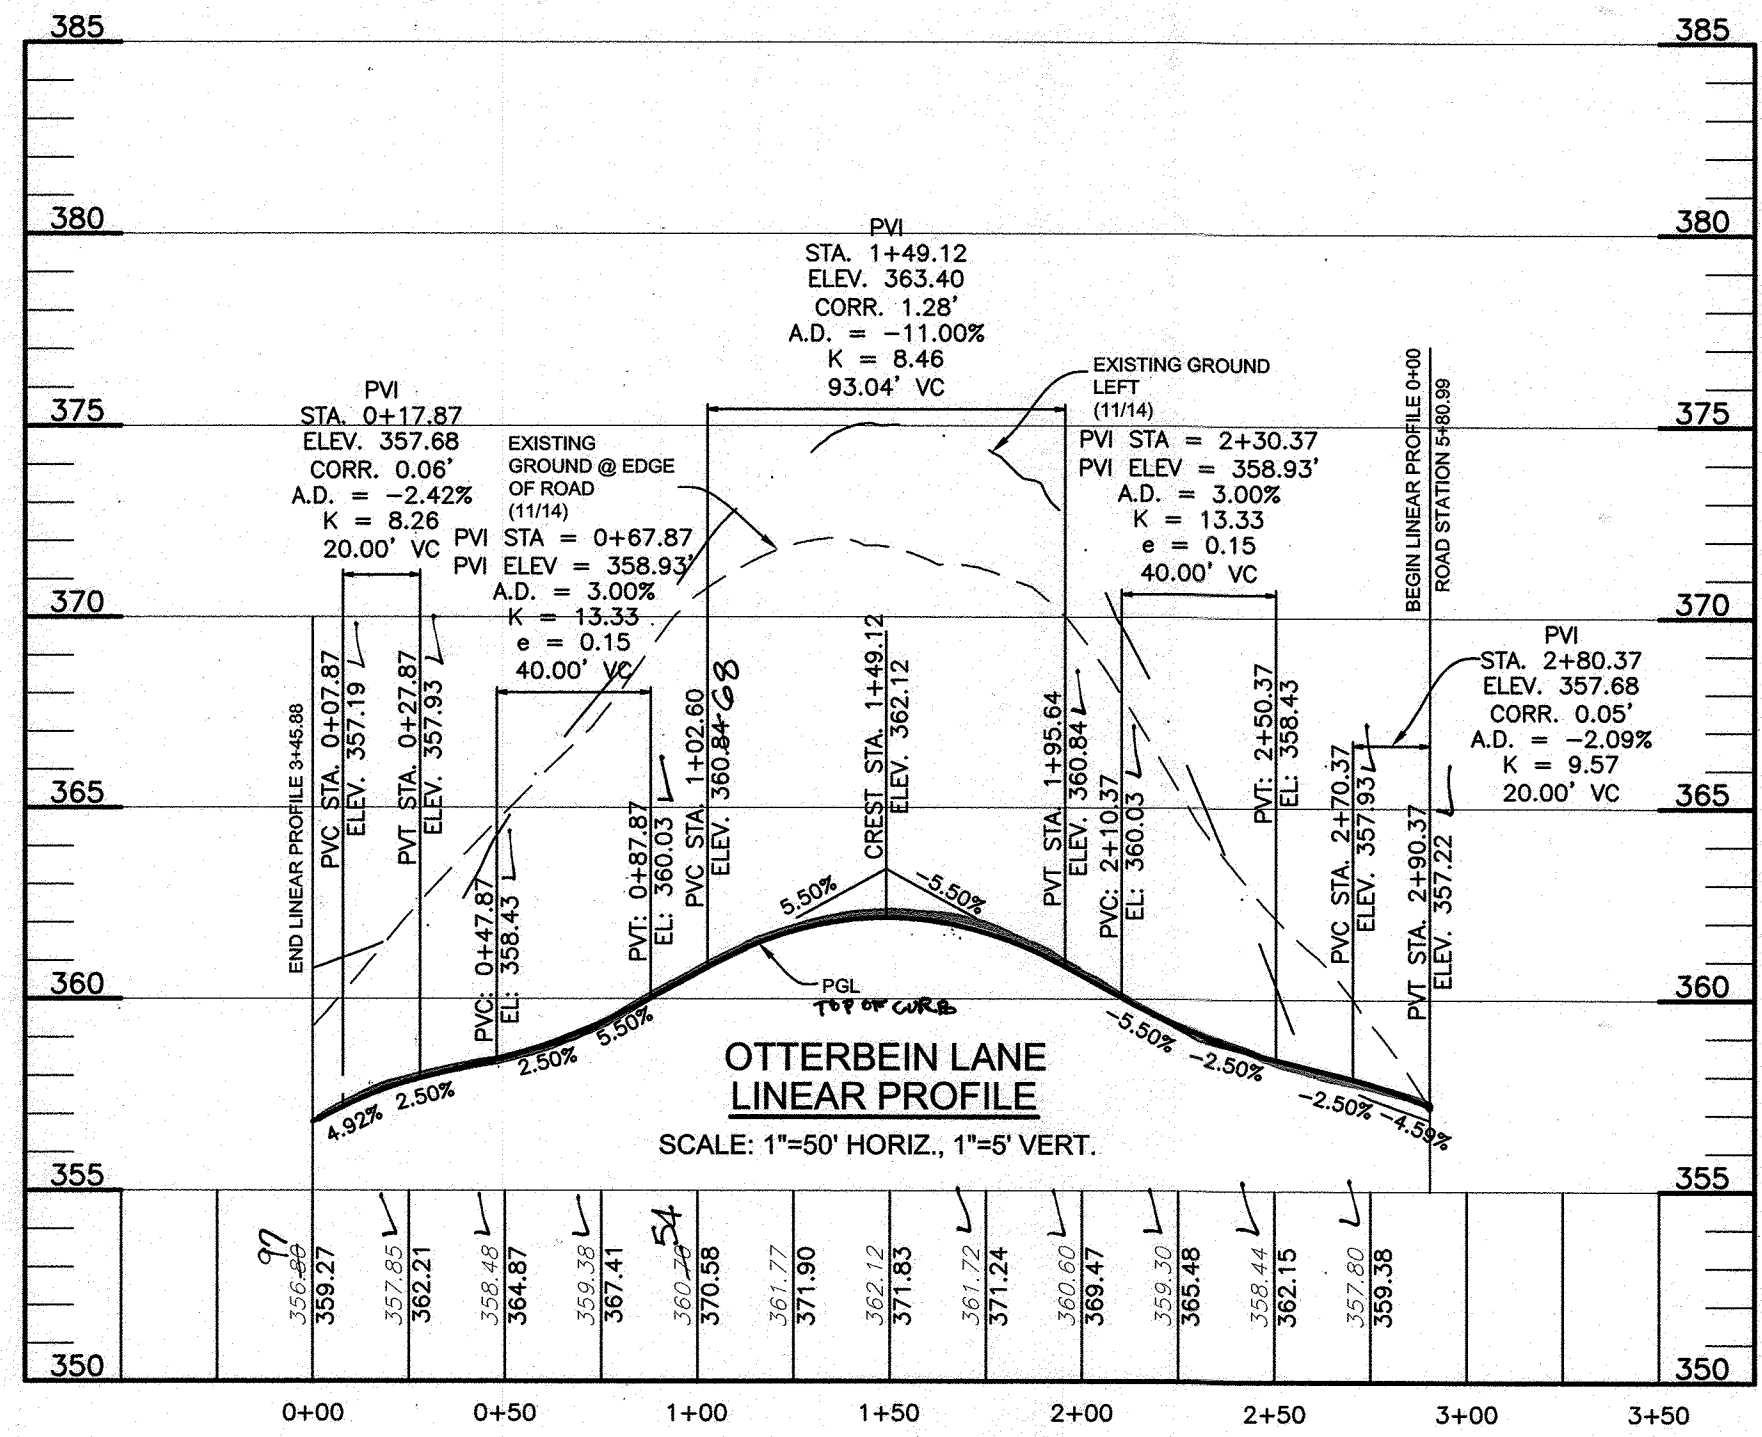 385
385
380
380
375
375
370
370
365
365
360
360
355
355
350
350
PVI
STA. 1+49.12
ELEV. 363.40
CORR. 1.28'
A.D. = -11.00%
K = 8.46
93.04' VC
PVI
STA. 0+17.87
ELEV. 357.68
CORR. 0.06'
A.D. = -2.42%
K = 8.26
20.00' VC
EXISTING
GROUND @ EDGE
OF ROAD
(11/14)
PVI STA = 0+67.87
PVI ELEV = 358.93'
A.D. = 3.00%
K = 13.33
e = 0.15
40.00' VC
EXISTING GROUND
LEFT
(11/14)
PVI STA = 2+30.37
PVI ELEV = 358.93'
A.D. = 3.00%
K = 13.33
e = 0.15
40.00' VC
BEGIN LINEAR PROFILE 0+00
ROAD STATION 5+80.99
PVI
STA. 2+80.37
ELEV. 357.68
CORR. 0.05'
A.D. = -2.09%
K = 9.57
20.00' VC
END LINEAR PROFILE 3+45.88
PVC STA. 0+07.87
ELEV. 357.19
PVT STA. 0+27.87
ELEV. 357.93
PVC: 0+47.87
EL: 358.43
PVT: 0+87.87
EL: 360.03
PVC STA. 1+02.60
ELEV. 360.84 68
CREST STA. 1+49.12
ELEV. 362.12
PVT STA. 1+95.64
ELEV. 360.84
PVC: 2+10.37
EL: 360.03
PVT: 2+50.37
EL: 358.43
PVC STA. 2+70.37
ELEV. 357.93
PVT STA. 2+90.37
ELEV. 357.22
5.50%
-5.50%
PGL
TOP OF CURB
4.92%
2.50%
2.50%
5.50%
-5.50%
-2.50%
-2.50%
-4.59%
OTTERBEIN LANE
LINEAR PROFILE
SCALE: 1"=50' HORIZ., 1"=5' VERT.
97
356.80
359.27
357.85
362.21
358.48
364.87
359.38
367.41
54
360.70
370.58
361.77
371.90
362.12
371.83
361.72
371.24
360.60
369.47
359.30
365.48
358.44
362.15
357.80
359.38
0+00
0+50
1+00
1+50
2+00
2+50
3+00
3+50